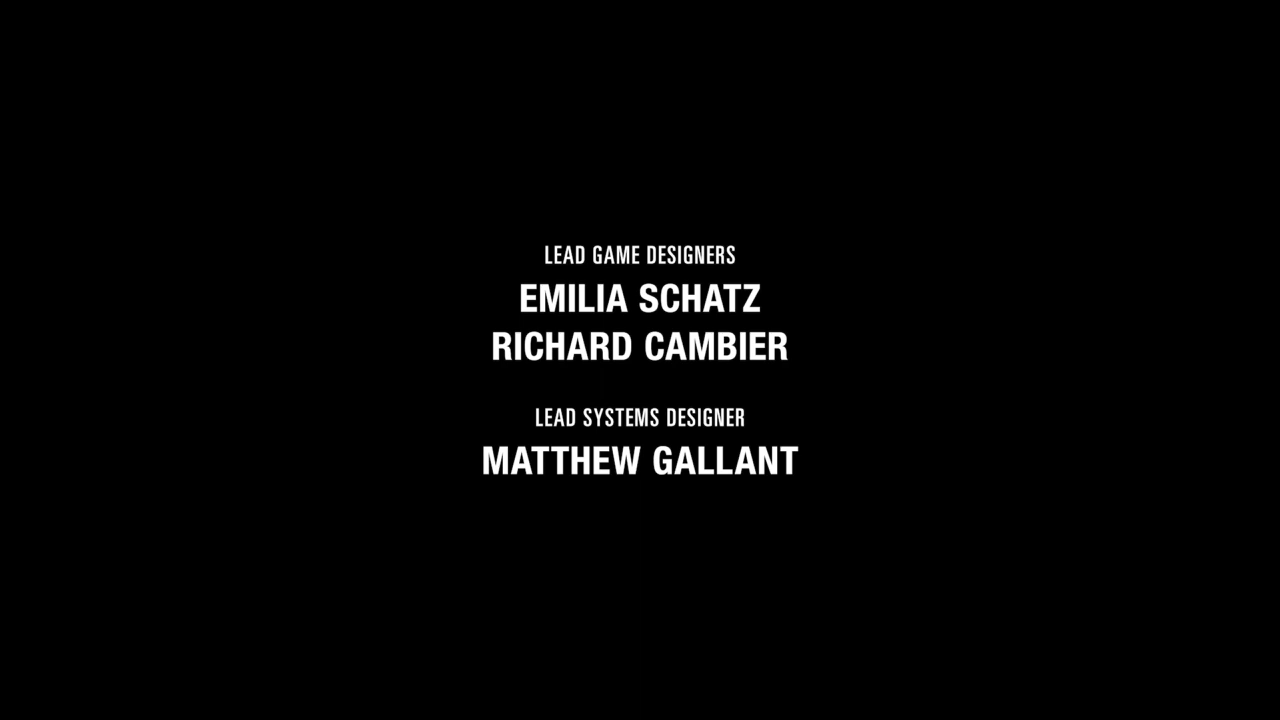 LEAD GAME DESIGNERS
EMILIA SCHATZ
RICHARD CAMBIER
LEAD SYSTEMS DESIGNER
MATTHEW GALLANT